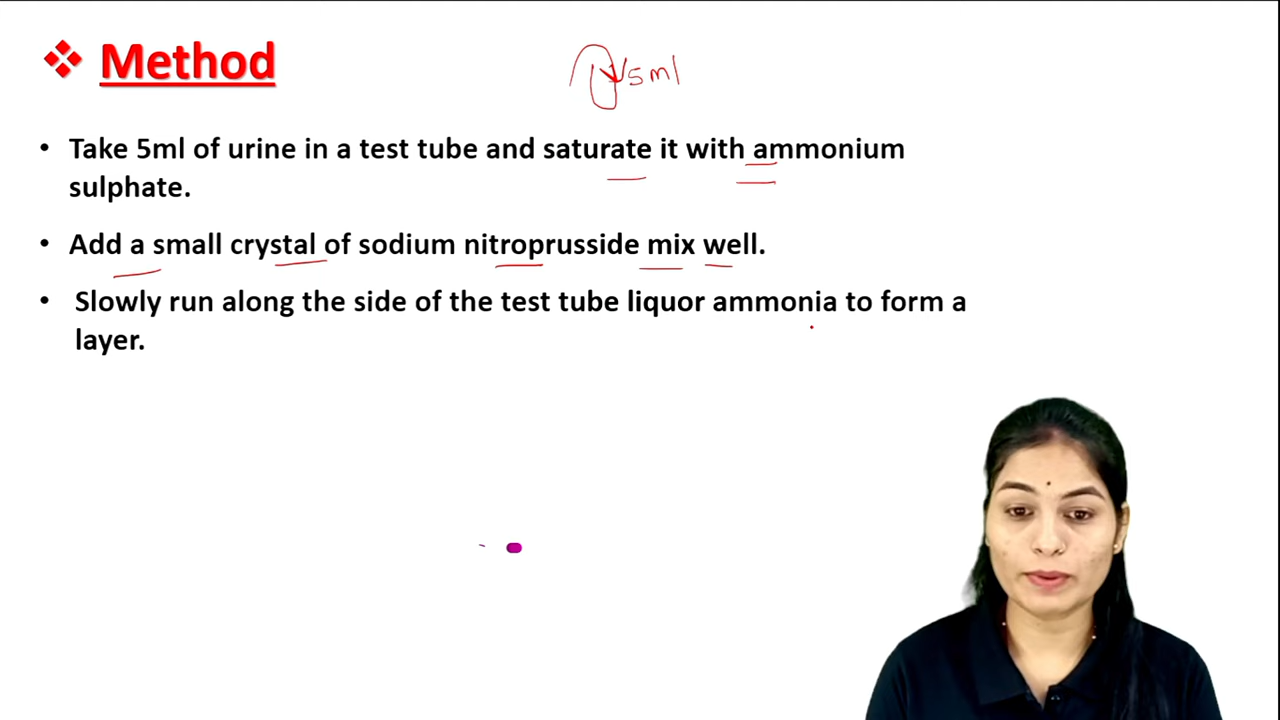 Method
5ml
• Take 5ml of urine in a test tube and saturate it with ammonium
sulphate.
• Add a small crystal of sodium nitroprusside mix well.
• Slowly run along the side of the test tube liquor ammonia to form a
layer.